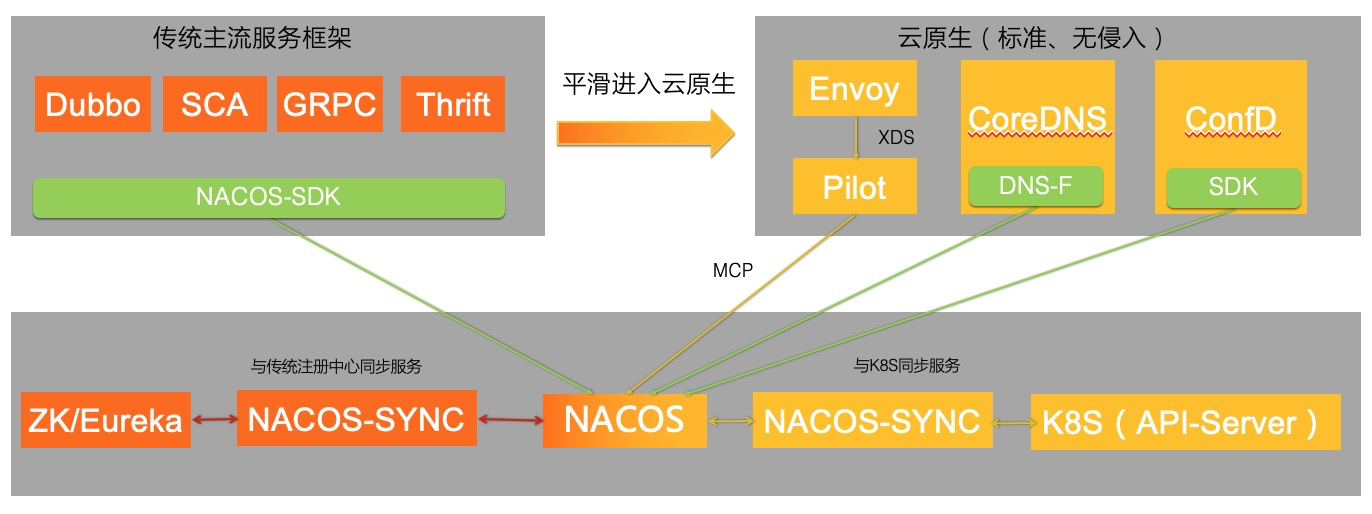 传统主流服务框架
Dubbo
SCA
GRPC
Thrift
NACOS-SDK
平滑进入云原生
云原生（标准、无侵入）
Envoy
XDS
Pilot
CoreDNS
DNS-F
ConfD
SDK
MCP
与传统注册中心同步服务
与K8S同步服务
ZK/Eureka
NACOS-SYNC
NACOS
NACOS-SYNC
K8S（API-Server）